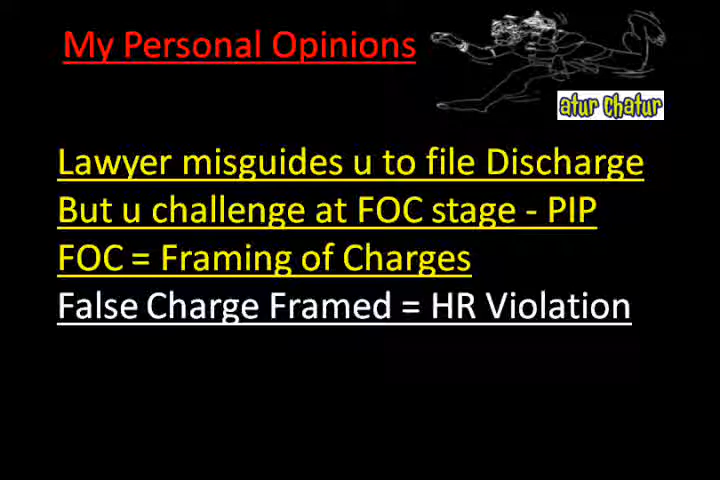 My Personal Opinions
atur chatur
Lawyer misguides u to file Discharge
But u challenge at FOC stage - PIP
FOC = Framing of Charges
False Charge Framed = HR Violation